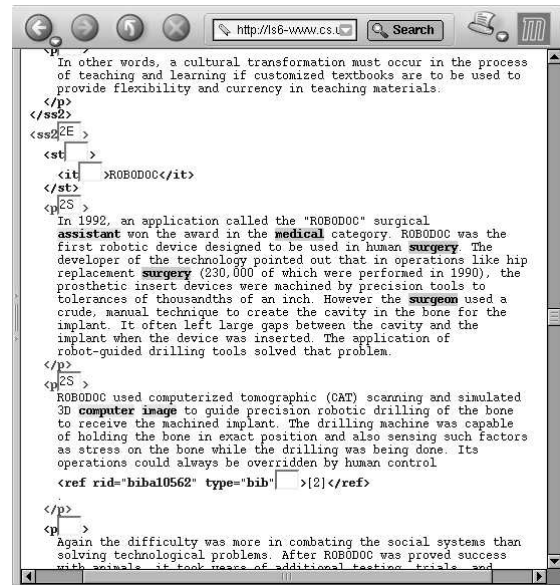 http://ls6-www.cs.u
Search
<p
In other words, a cultural transformation must occur in the process
of teaching and learning if customized textbooks are to be used to
provide flexibility and currency in teaching materials.
</p>
</ss2>
<ss2 2E >
<st >
<it >ROBODOC</it>
</st>
<p 2S >
In 1992, an application called the "ROBODOC" surgical
assistant won the award in the medical category. ROBODOC was the
first robotic device designed to be used in human surgery. The
developer of the technology pointed out that in operations like hip
replacement surgery (230,000 of which were performed in 1990), the
prosthetic insert devices were machined by precision tools to
tolerances of thousandths of an inch. However the surgeon used a
crude, manual technique to create the cavity in the bone for the
implant. It often left large gaps between the cavity and the
implant when the device was inserted. The application of
robot-guided drilling tools solved that problem.
</p>
<p 2S >
ROBODOC used computerized tomographic (CAT) scanning and simulated
3D computer image to guide precision robotic drilling of the bone
to receive the machined implant. The drilling machine was capable
of holding the bone in exact position and also sensing such factors
as stress on the bone while the drilling was being done. Its
operations could always be overridden by human control
<ref rid="biba10562" type="bib" >[2]</ref>
.
</p>
<p >
Again the difficulty was more in combating the social systems than
solving technological problems. After ROBODOC was proved success
with animals, it took years of additional testing, trials, and